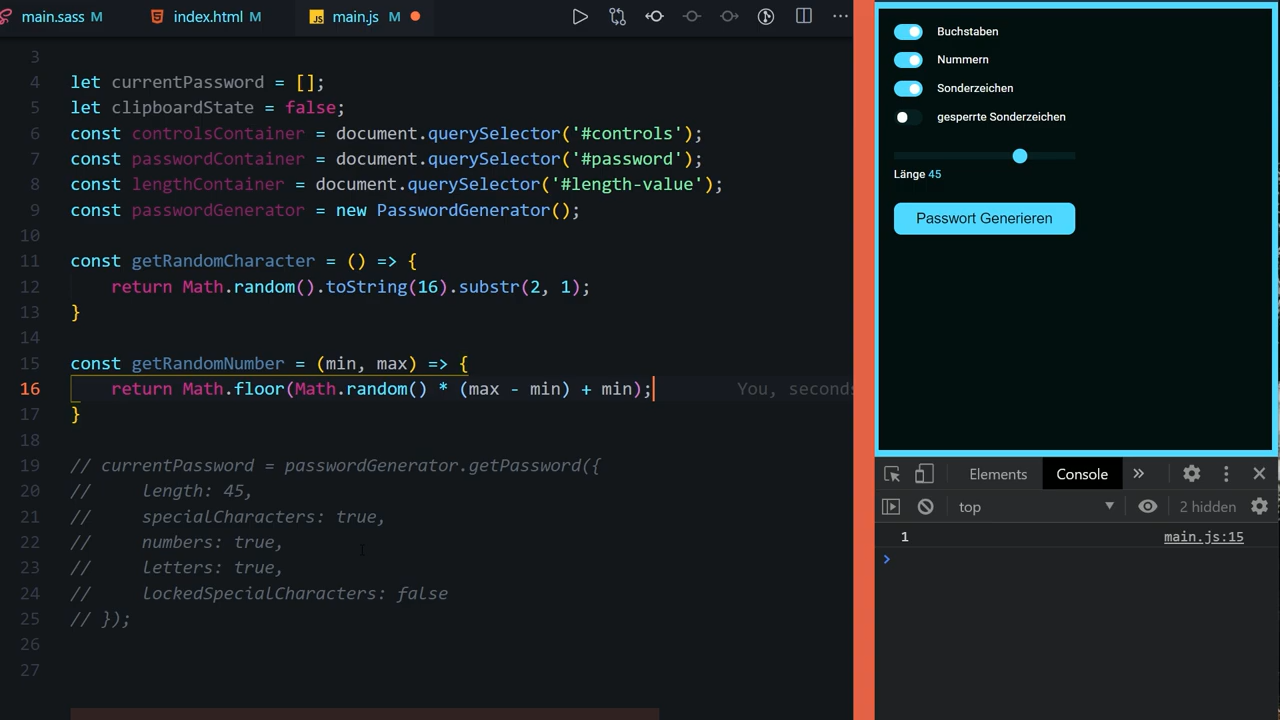 main.sass M index.html M main.js M
3
4 let currentPassword = [];
5 let clipboardState = false;
6 const controlsContainer = document.querySelector('#controls');
7 const passwordContainer = document.querySelector('#password');
8 const lengthContainer = document.querySelector('#length-value');
9 const passwordGenerator = new PasswordGenerator();
10
11 const getRandomCharacter = () => {
12 return Math.random().toString(16).substr(2, 1);
13 }
14
15 const getRandomNumber = (min, max) => {
16 return Math.floor(Math.random() * (max - min) + min); You, seconds
17 }
18
19 // currentPassword = passwordGenerator.getPassword({
20 // length: 45,
21 // specialCharacters: true,
22 // numbers: true,
23 // letters: true,
24 // lockedSpecialCharacters: false
25 // });
26
27
Buchstaben
Nummern
Sonderzeichen
gesperrte Sonderzeichen
Länge 45
Passwort Generieren
Elements Console
top 2 hidden
1 main.js:15